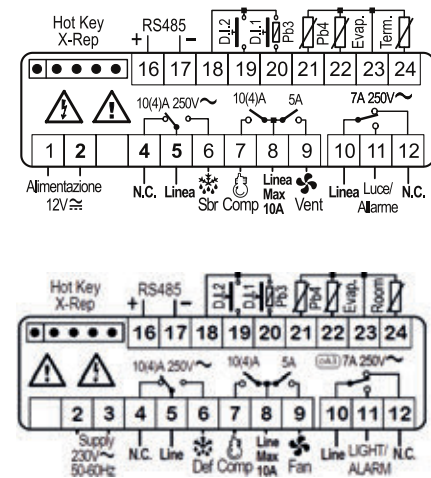 Hot Key
X-Rep
RS485
+ −
D.I.2
D.I.1
Pb3
Pb4
Evap.
Term.
16 17 18 19 20 21 22 23 24
10(4)A 250V~
10(4)A
5A
7A 250V~
1 2 4 5 6 7 8 9 10 11 12
Alimentazione
12V≂
N.C.
Linea
Sbr
Comp
Linea
Max
10A
Vent
Linea
Luce/
Allarme
N.C.
Hot Key
X-Rep
RS485
+ −
D.I.2
D.I.1
Pb3
Pb4
Evap.
Room
16 17 18 19 20 21 22 23 24
10(4)A 250V~
10(4)A
5A
oA3 7A 250V~
2 3 4 5 6 7 8 9 10 11 12
Supply
230V~
50-60Hz
N.C.
Line
Def
Comp
Line
Max
10A
Fan
Line
LIGHT/
ALARM
N.C.